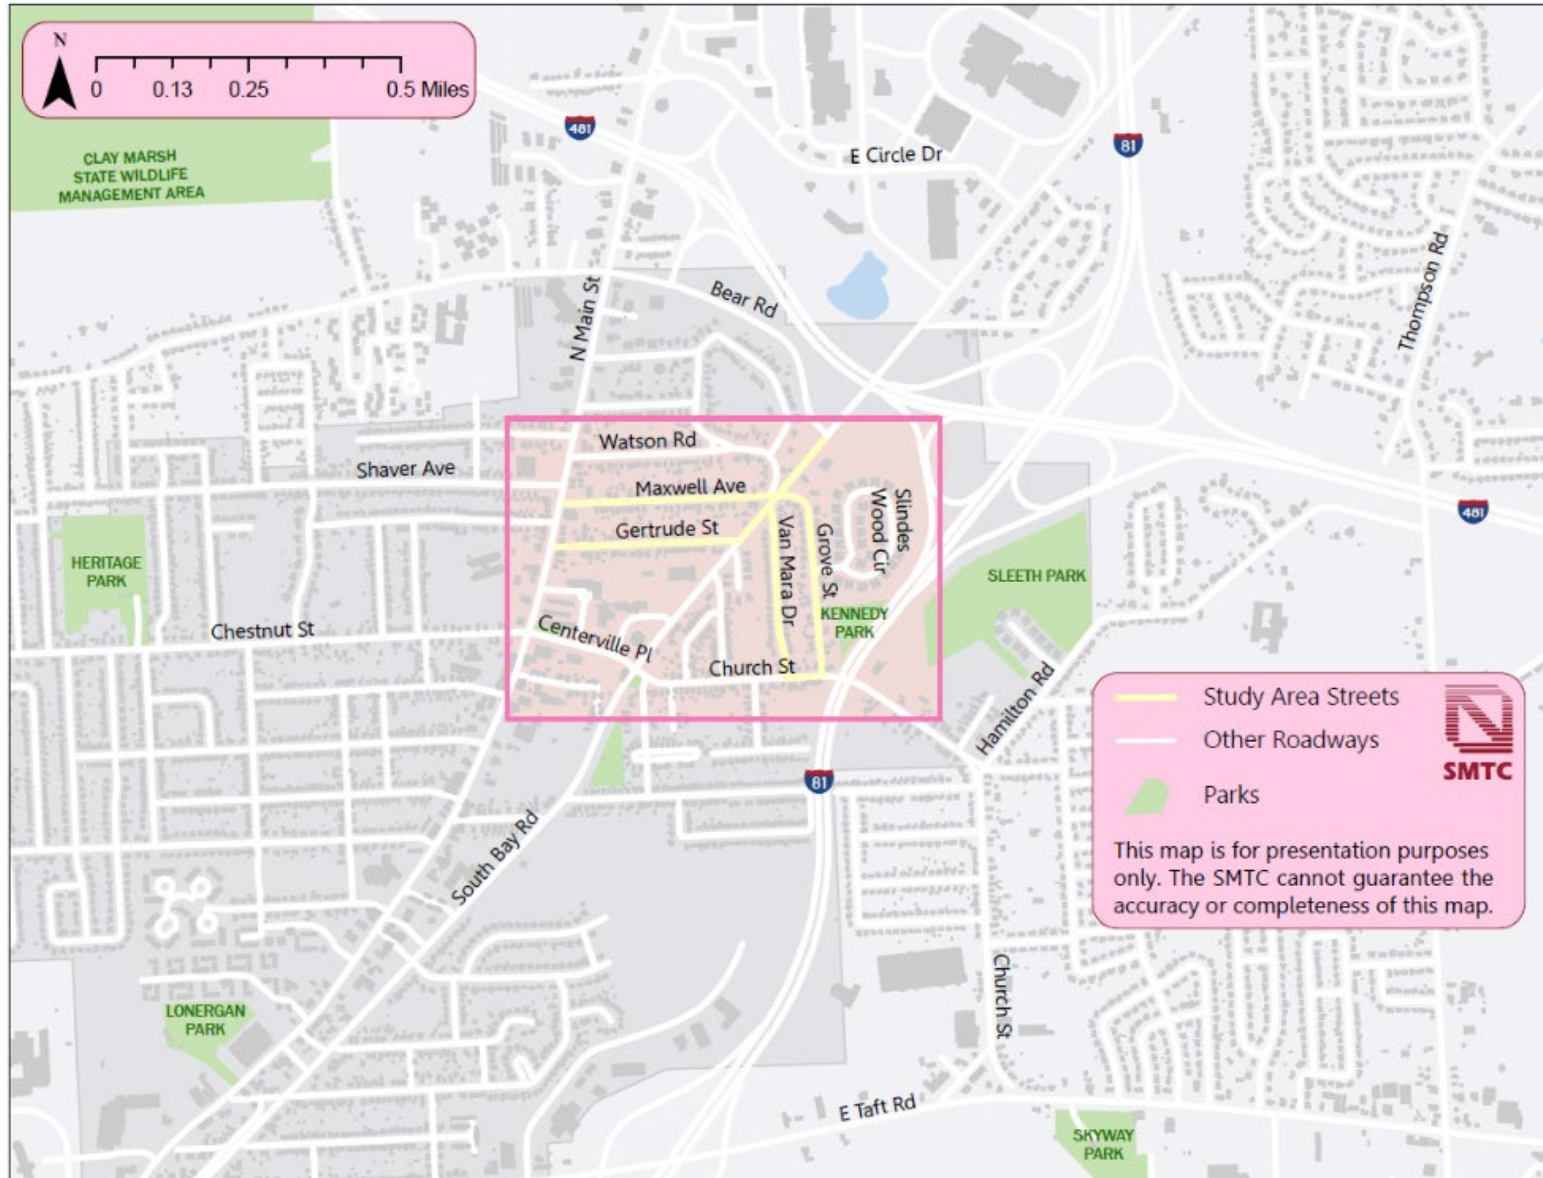 N
0 0.13 0.25 0.5 Miles
CLAY MARSH
STATE WILDLIFE
MANAGEMENT AREA
481
81
E Circle Dr
Thompson Rd
Bear Rd
N Main St
Watson Rd
Shaver Ave
Maxwell Ave
Gertrude St
Van Mara Dr
Grove St
Slindes
Wood Cir
481
HERITAGE
PARK
SLEETH PARK
KENNEDY
PARK
Chestnut St
Centerville Pl
Church St
Hamilton Rd
Study Area Streets
Other Roadways
SMTC
Parks
This map is for presentation purposes
only. The SMTC cannot guarantee the
accuracy or completeness of this map.
81
South Bay Rd
Church St
LONERGAN
PARK
E Taft Rd
SKYWAY
PARK